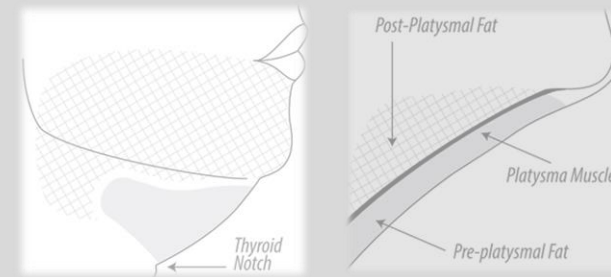 Thyroid
Notch
Post-Platysmal Fat
Platysma Muscle
Pre-platysmal Fat